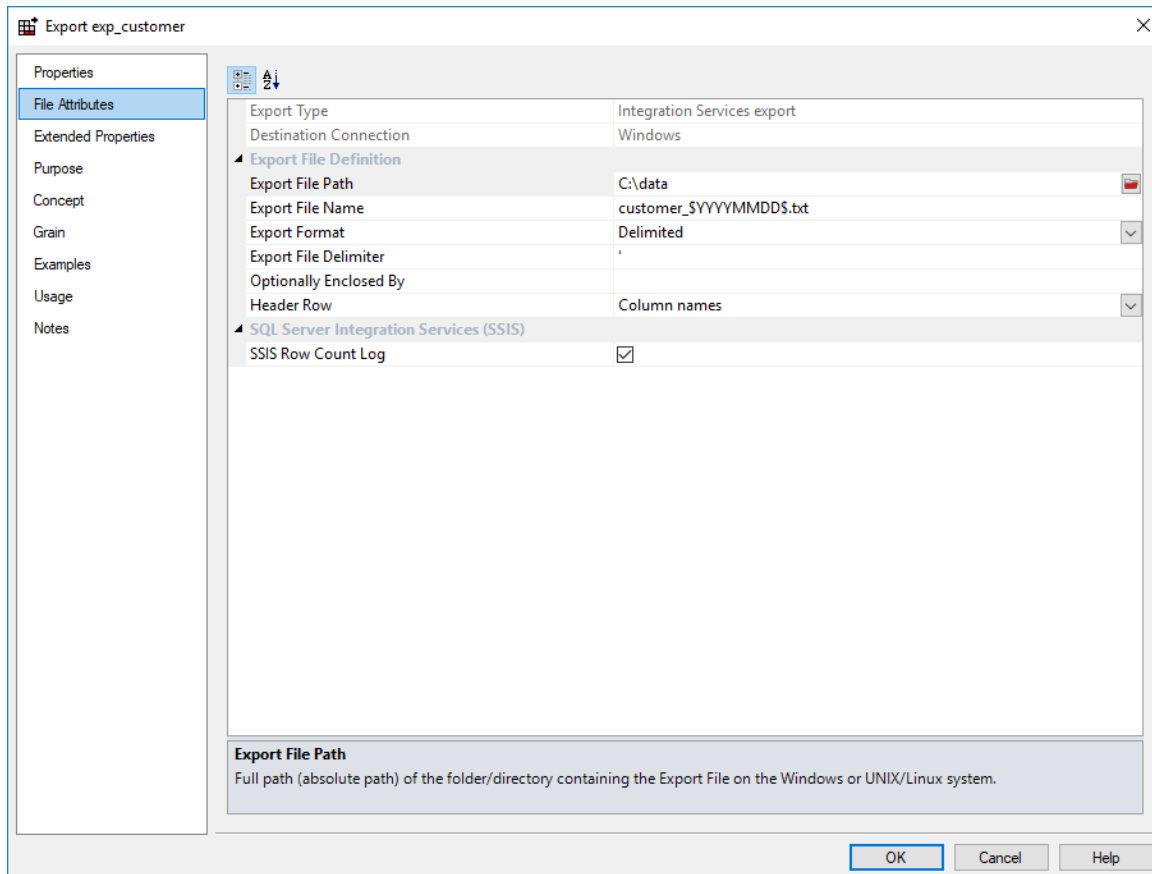 Export exp_customer
Properties
File Attributes
Extended Properties
Purpose
Concept
Grain
Examples
Usage
Notes
Export Type Integration Services export
Destination Connection Windows
Export File Definition
Export File Path C:\data
Export File Name customer_$YYYYMMDD$.txt
Export Format Delimited
Export File Delimiter '
Optionally Enclosed By
Header Row Column names
SQL Server Integration Services (SSIS)
SSIS Row Count Log
Export File Path
Full path (absolute path) of the folder/directory containing the Export File on the Windows or UNIX/Linux system.
OK Cancel Help